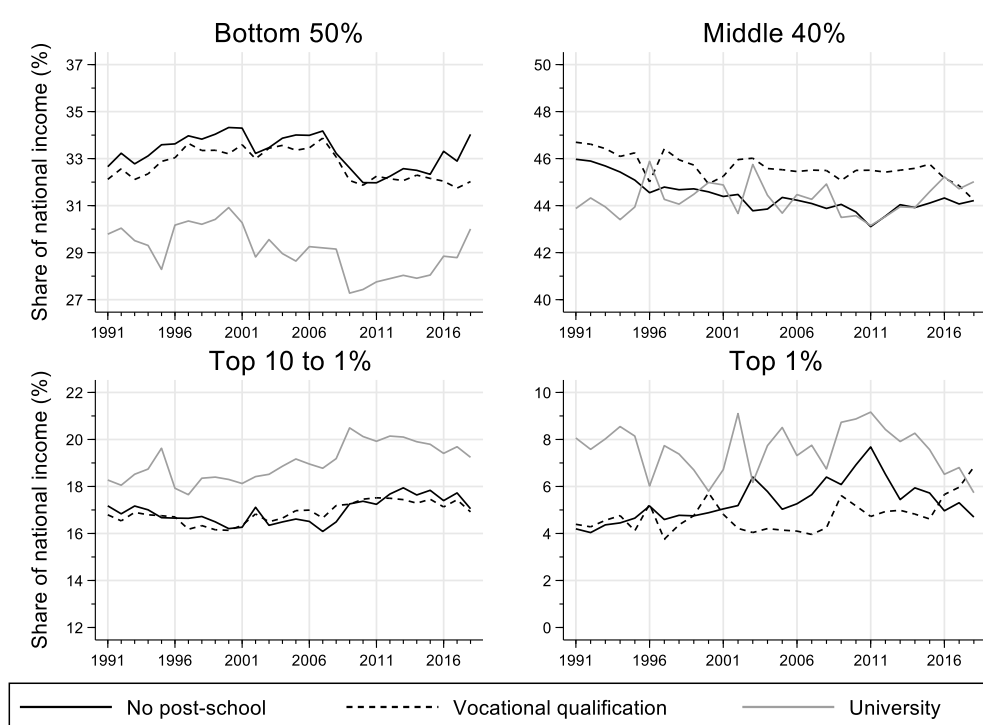 Bottom 50%
Middle 40%
Share of national income (%)
37
35
33
31
29
27
1991 1996 2001 2006 2011 2016
50
48
46
44
42
40
1991 1996 2001 2006 2011 2016
Top 10 to 1%
Top 1%
Share of national income (%)
22
20
18
16
14
12
1991 1996 2001 2006 2011 2016
10
8
6
4
2
0
1991 1996 2001 2006 2011 2016
No post-school Vocational qualification University